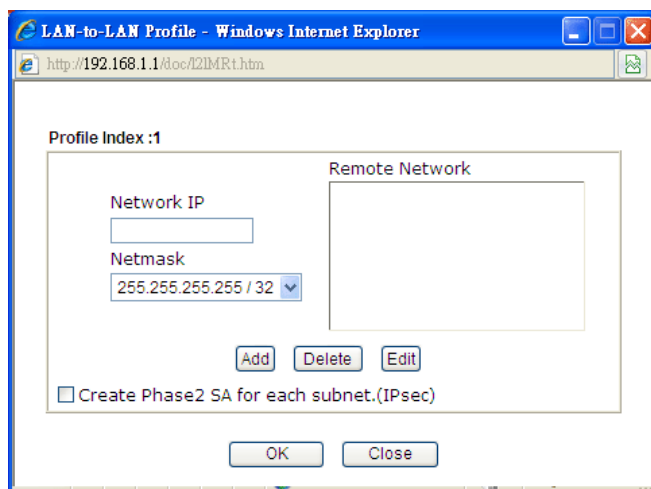 LAN-to-LAN Profile - Windows Internet Explorer
http://192.168.1.1/doc/l2lMRt.htm
Profile Index :1
Remote Network
Network IP
Netmask
255.255.255.255 / 32
Add Delete Edit
Create Phase2 SA for each subnet.(IPsec)
OK Close